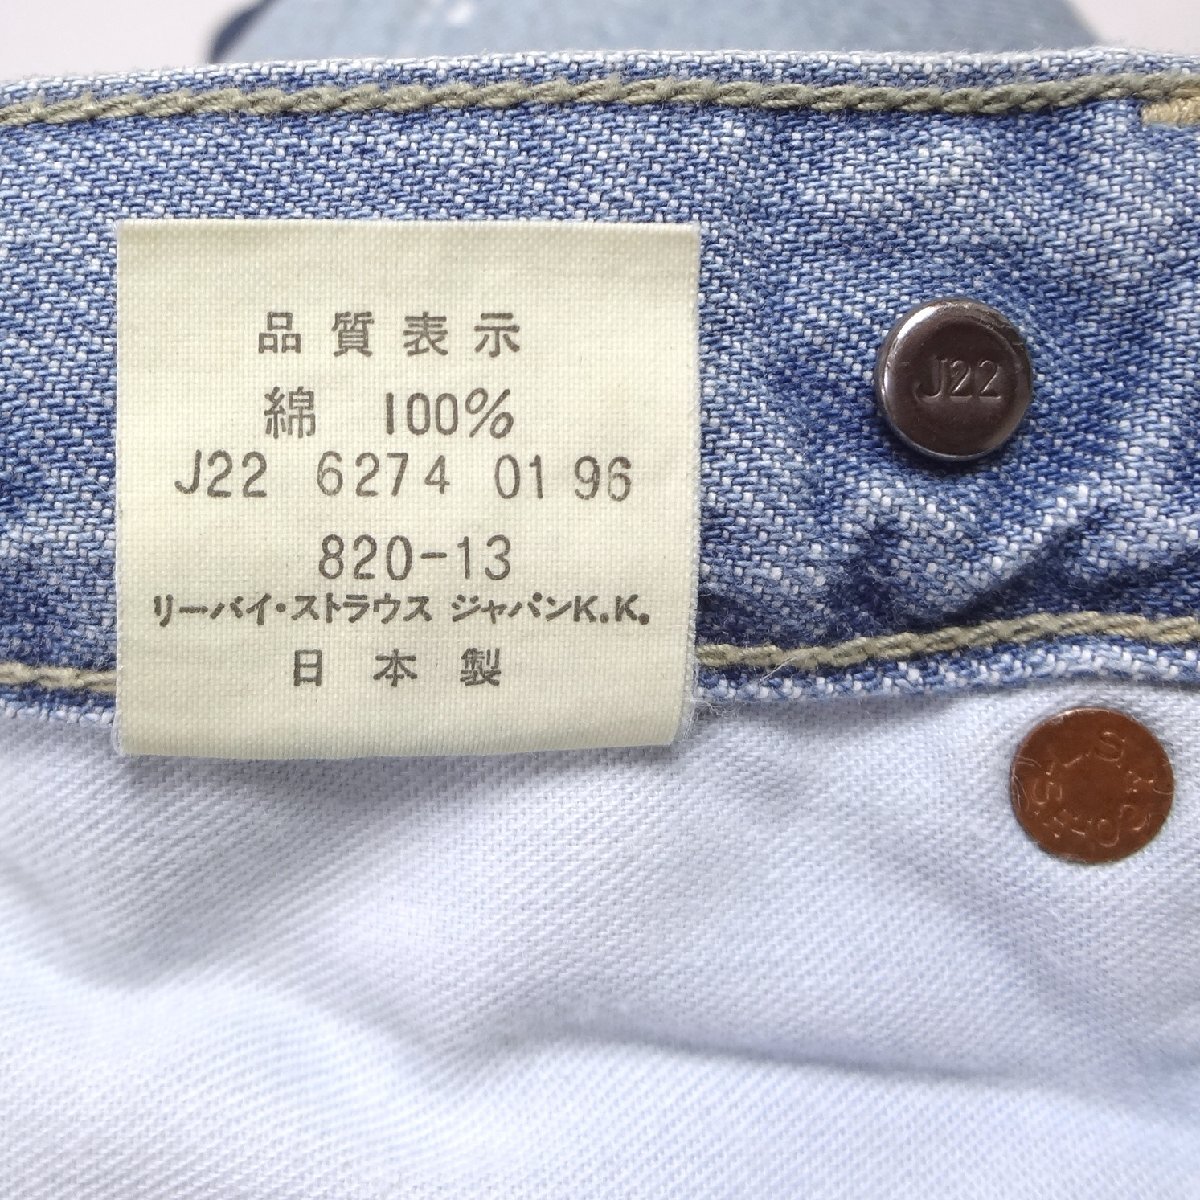 品質表示
綿 100%
J22 6274 01 96
820-13
リーバイ・ストラウス ジャパンK.K.
日本製
J22